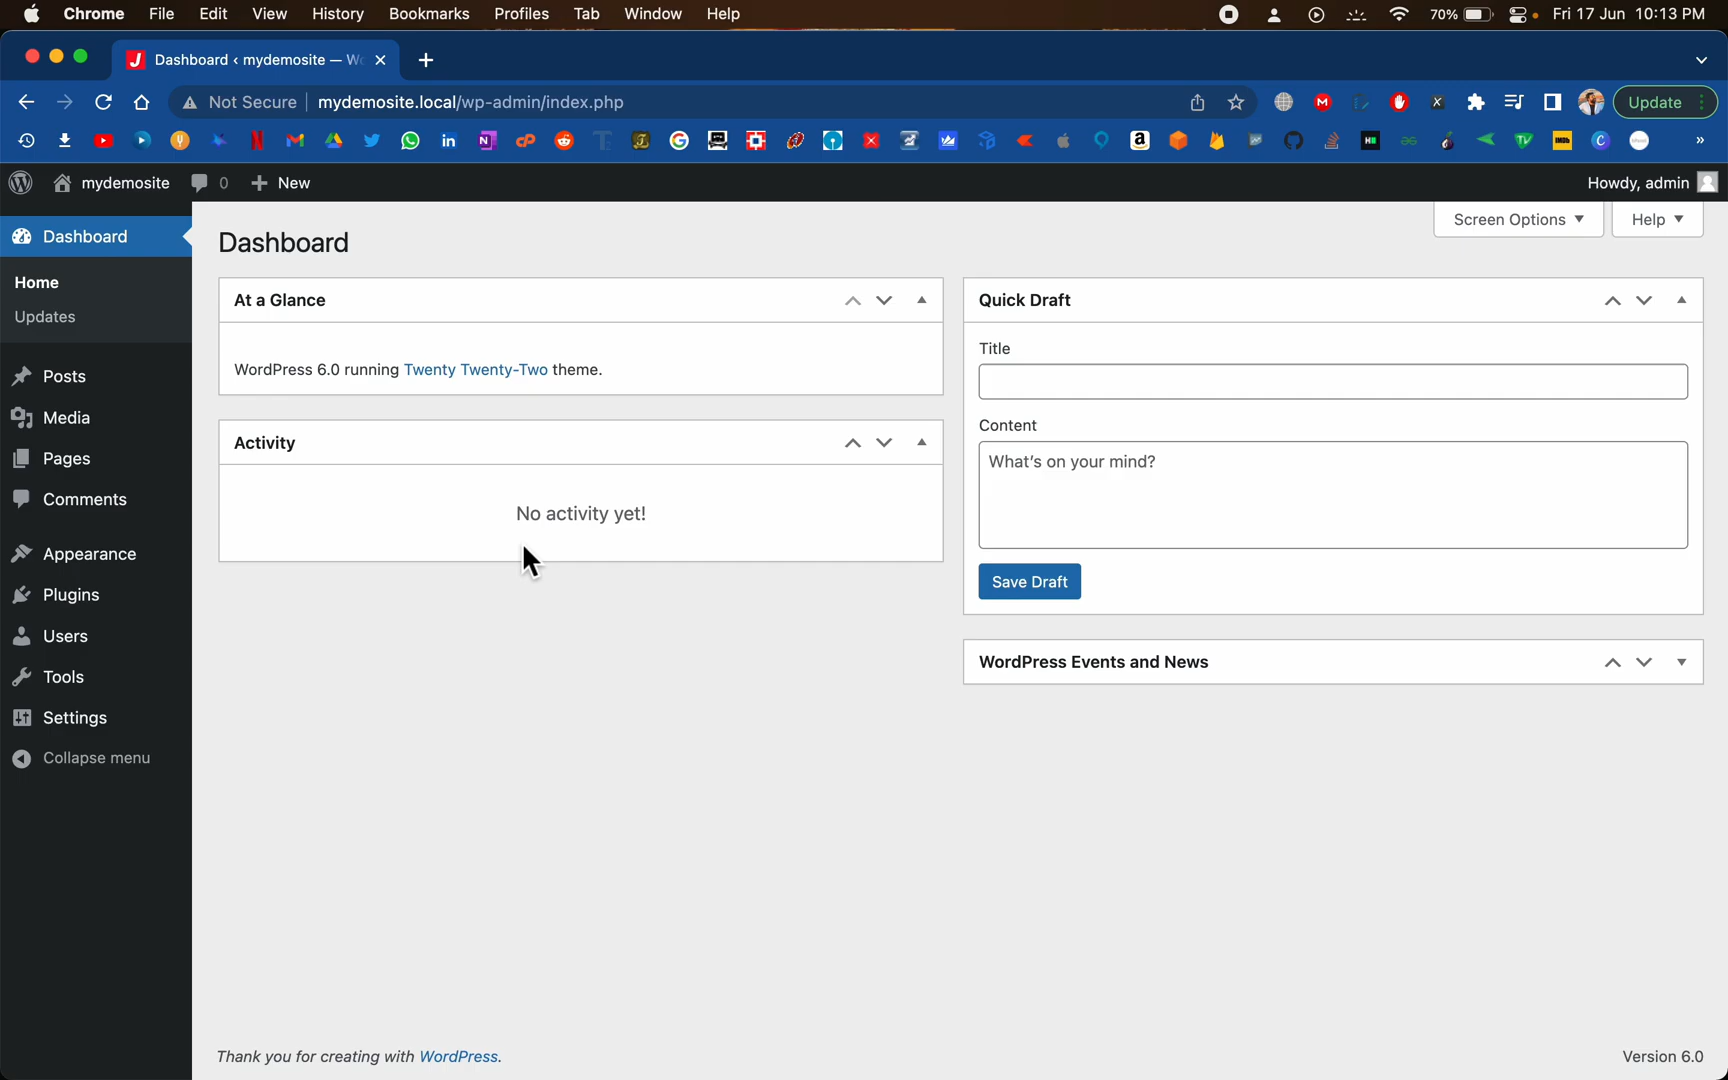 Chrome File Edit View History Bookmarks Profiles Tab Window Help 70% Fri 17 Jun 10:13 PM
Dashboard ‹ mydemosite — Wo
Not Secure mydemosite.local/wp-admin/index.php Update
mydemosite 0 New Howdy, admin
Screen Options Help
Dashboard
Home
Updates
Posts
Media
Pages
Comments
Appearance
Plugins
Users
Tools
Settings
Collapse menu
Dashboard
At a Glance
WordPress 6.0 running Twenty Twenty-Two theme.
Activity
No activity yet!
Quick Draft
Title
Content
What's on your mind?
Save Draft
WordPress Events and News
Thank you for creating with WordPress. Version 6.0